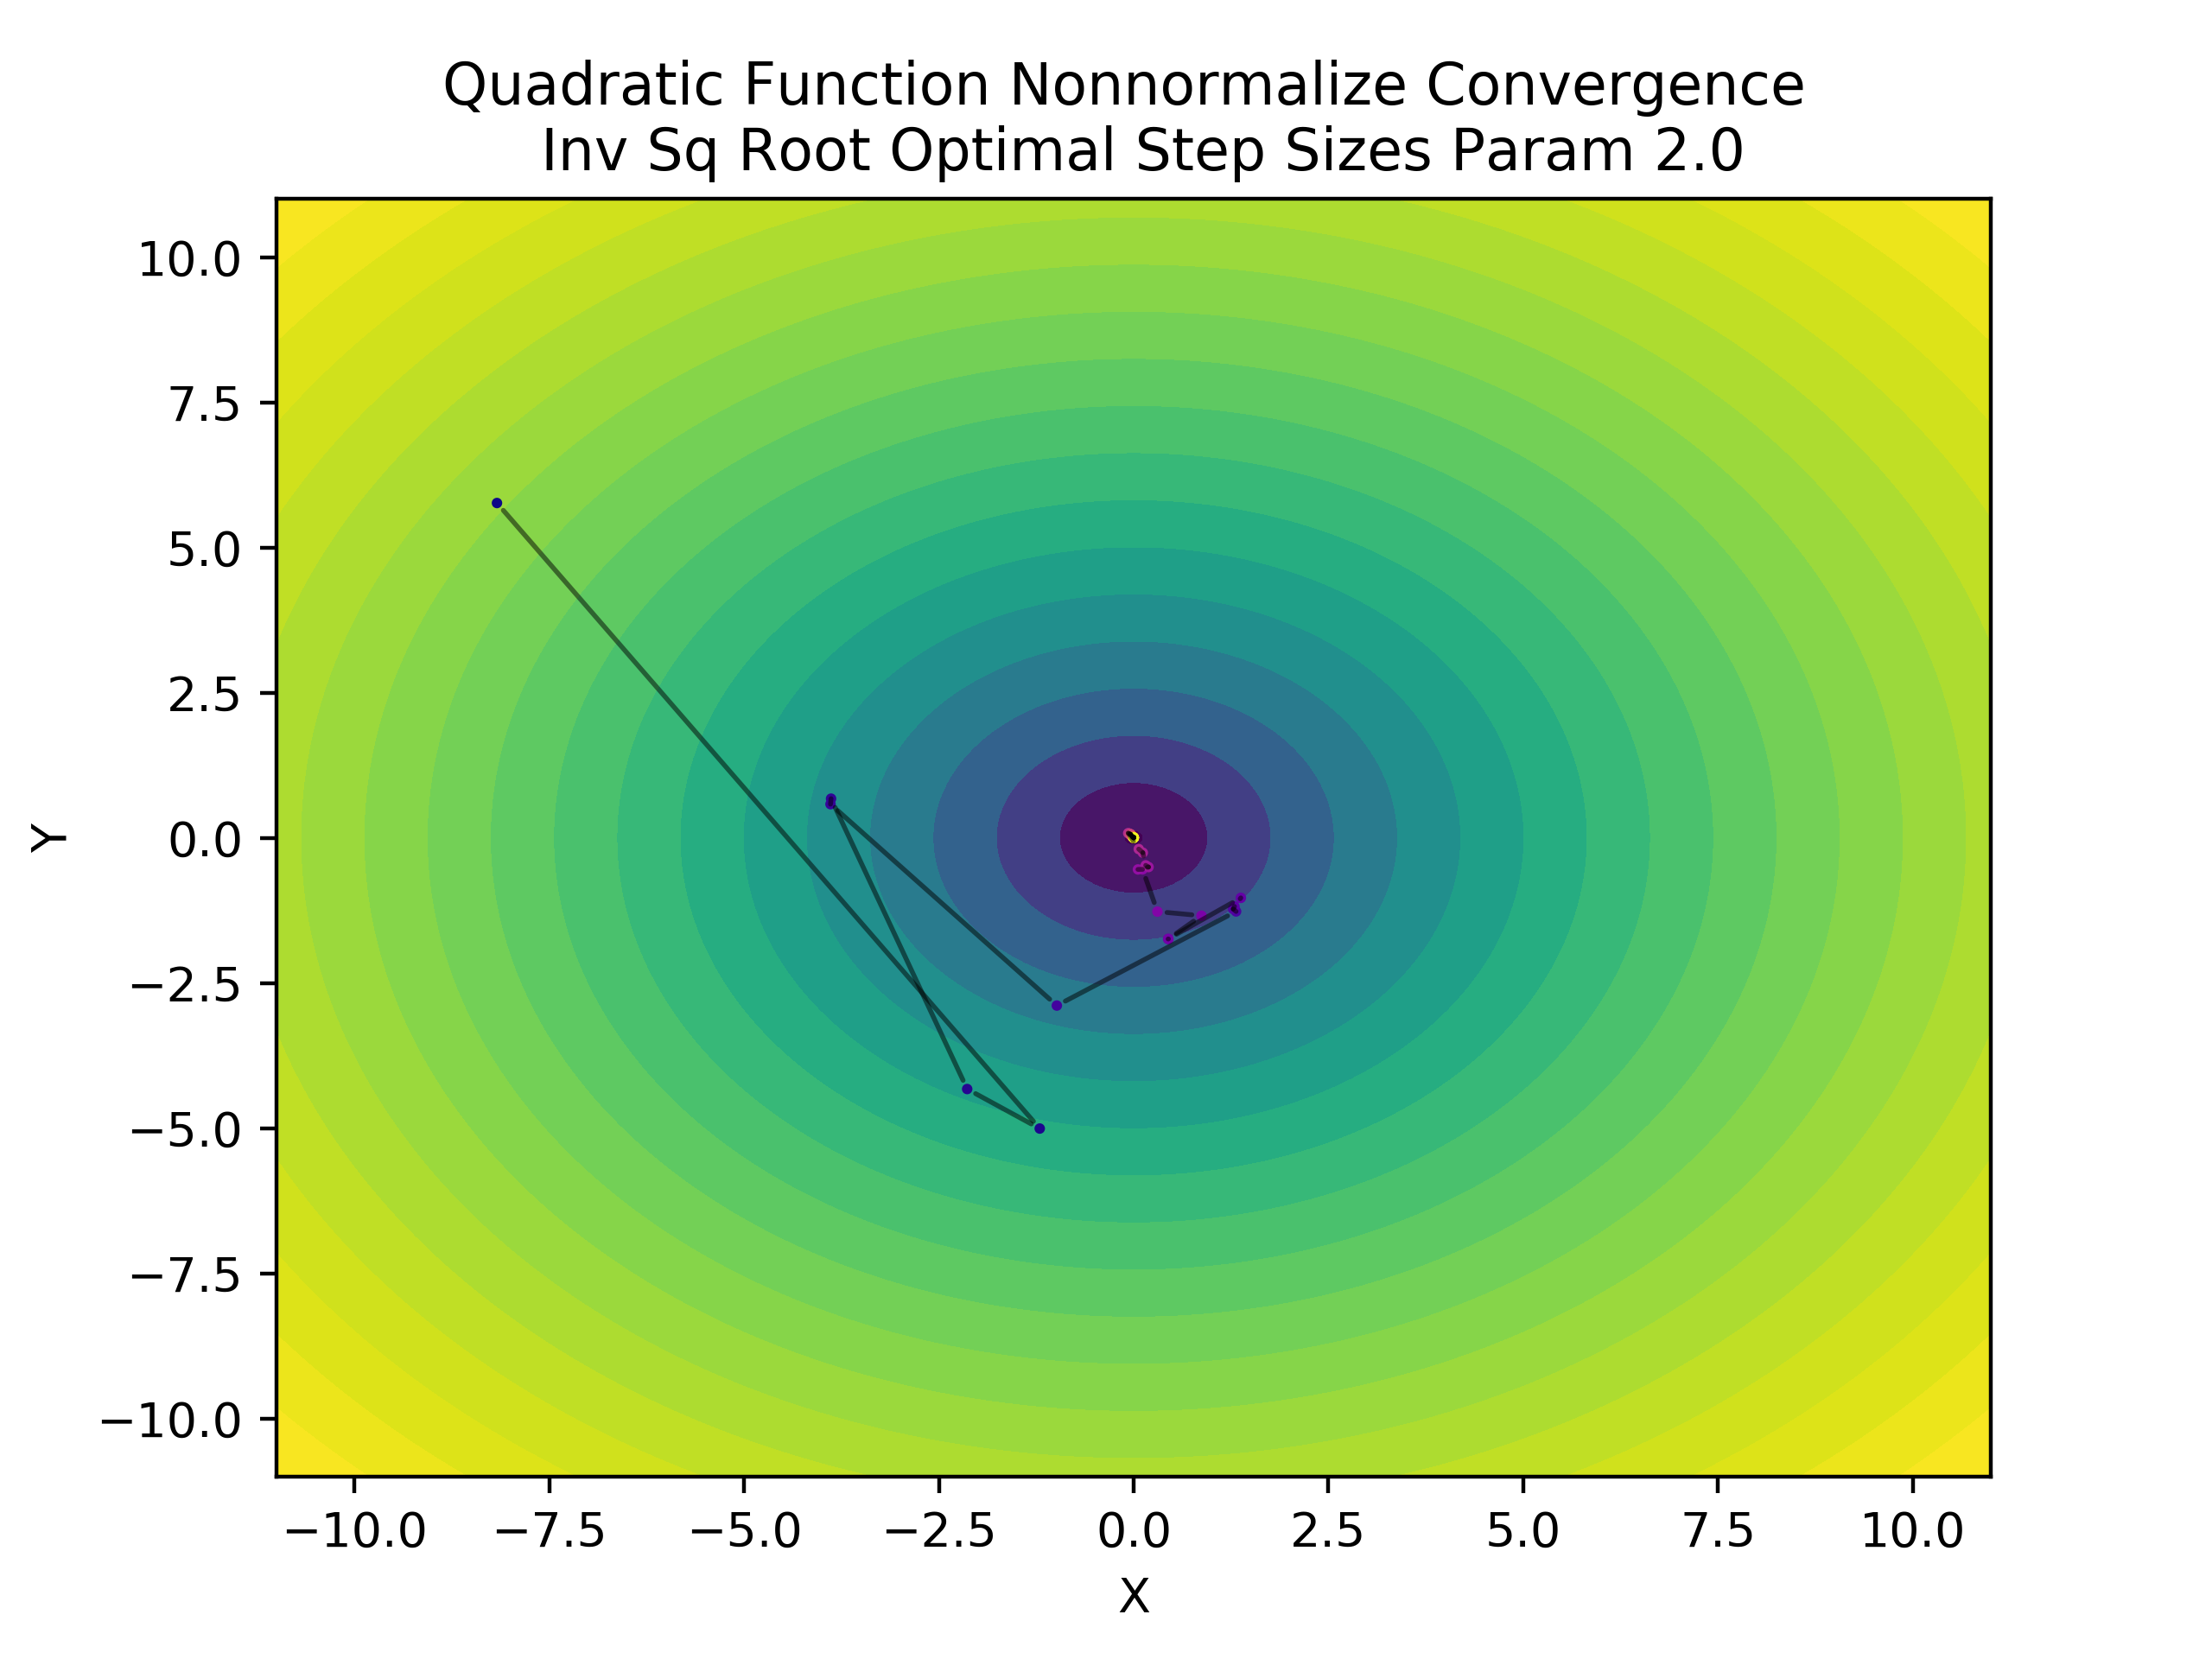 Quadratic Function Nonnormalize Convergence
Inv Sq Root Optimal Step Sizes Param 2.0
10.0
7.5
5.0
2.5
0.0
−2.5
−5.0
−7.5
−10.0
Y
−10.0 −7.5 −5.0 −2.5 0.0 2.5 5.0 7.5 10.0
X